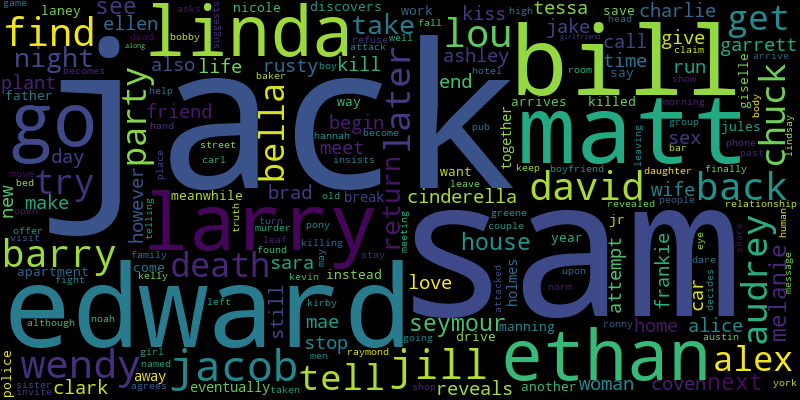 game
asks
nicole
discovers
high
along
tessa
save
charlie
laney
ellen
see
linda
take
kiss
find
lou
bill
get
bobby
suggests
work
fall
head
dead
becomes
night
rusty
boy
attack
well
jake
call
refuse
girlfriend
claim
arrive
give
garrett
plant
also
life
kill
ashley
time
say
room
run
show
baker
hotel
father
jack
later
end
killed
morning
giselle
go
party
friend
help
way
hand
begin
pub
arrives
group
body
day
street
hannah
become
meet
matt
sex
jules
chuck
lindsay
try
place
carl
bella
insists
together
bar
phone
past
leaving
move
bed
meanwhile
brad
old
break
want
keep
boyfriend
daughter
finally
new
make
however
larry
return
leave
cinderella
david
wife
back
revealed
people
relationship
open
telling
truth
turn
pony
murder
leaf
killing
couple
greene
jr
offer
visit
barry
found
may
stay
meeting
house
year
attempt
eye
dare
share
human
apartment
come
family
sara
kevin
instead
sam
attacked
holmes
upon
frankie
car
decides
audrey
melanie
message
death
love
fight
kelly
edward
norm
although
noah
left
still
kirby
mae
seymour
manning
ronny
home
alice
austin
wendy
girl
named
men
stop
going
drive
ethan
jill
jacob
raymond
tell
reveals
another
woman
coven
next
alex
police
sister
invite
clark
away
agrees
eventually
taken
shop
york